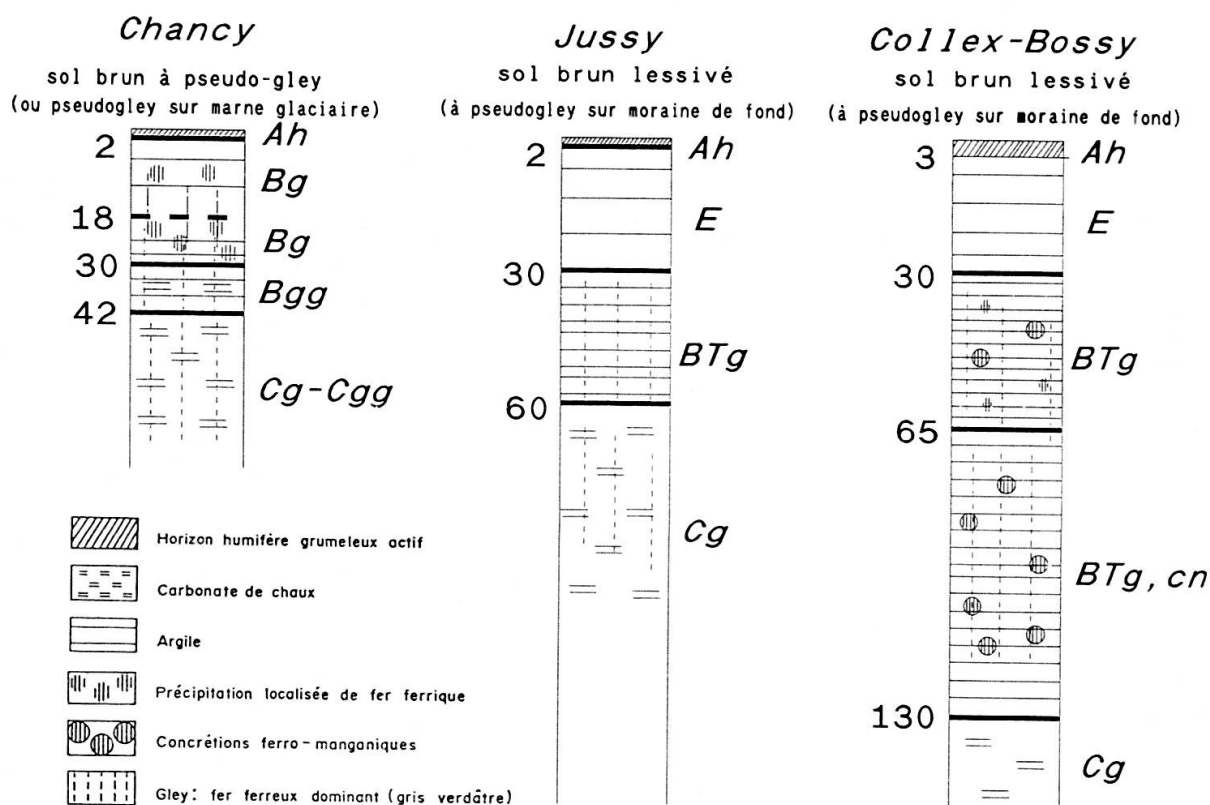 Chancy
sol brun à pseudo-gley
(ou pseudogley sur marne glaciaire)
2
Ah
Bg
18
Bg
30
Bgg
42
Cg-Cgg
Jussy
sol brun lessivé
(à pseudogley sur moraine de fond)
2
Ah
E
30
BTg
60
Cg
Collex-Bossy
sol brun lessivé
(à pseudogley sur moraine de fond)
3
Ah
E
30
BTg
65
BTg, cn
130
Cg
Horizon humifère grumeleux actif
Carbonate de chaux
Argile
Précipitation localisée de fer ferrique
Concrétions ferro-manganiques
Gley: fer ferreux dominant (gris verdâtre)